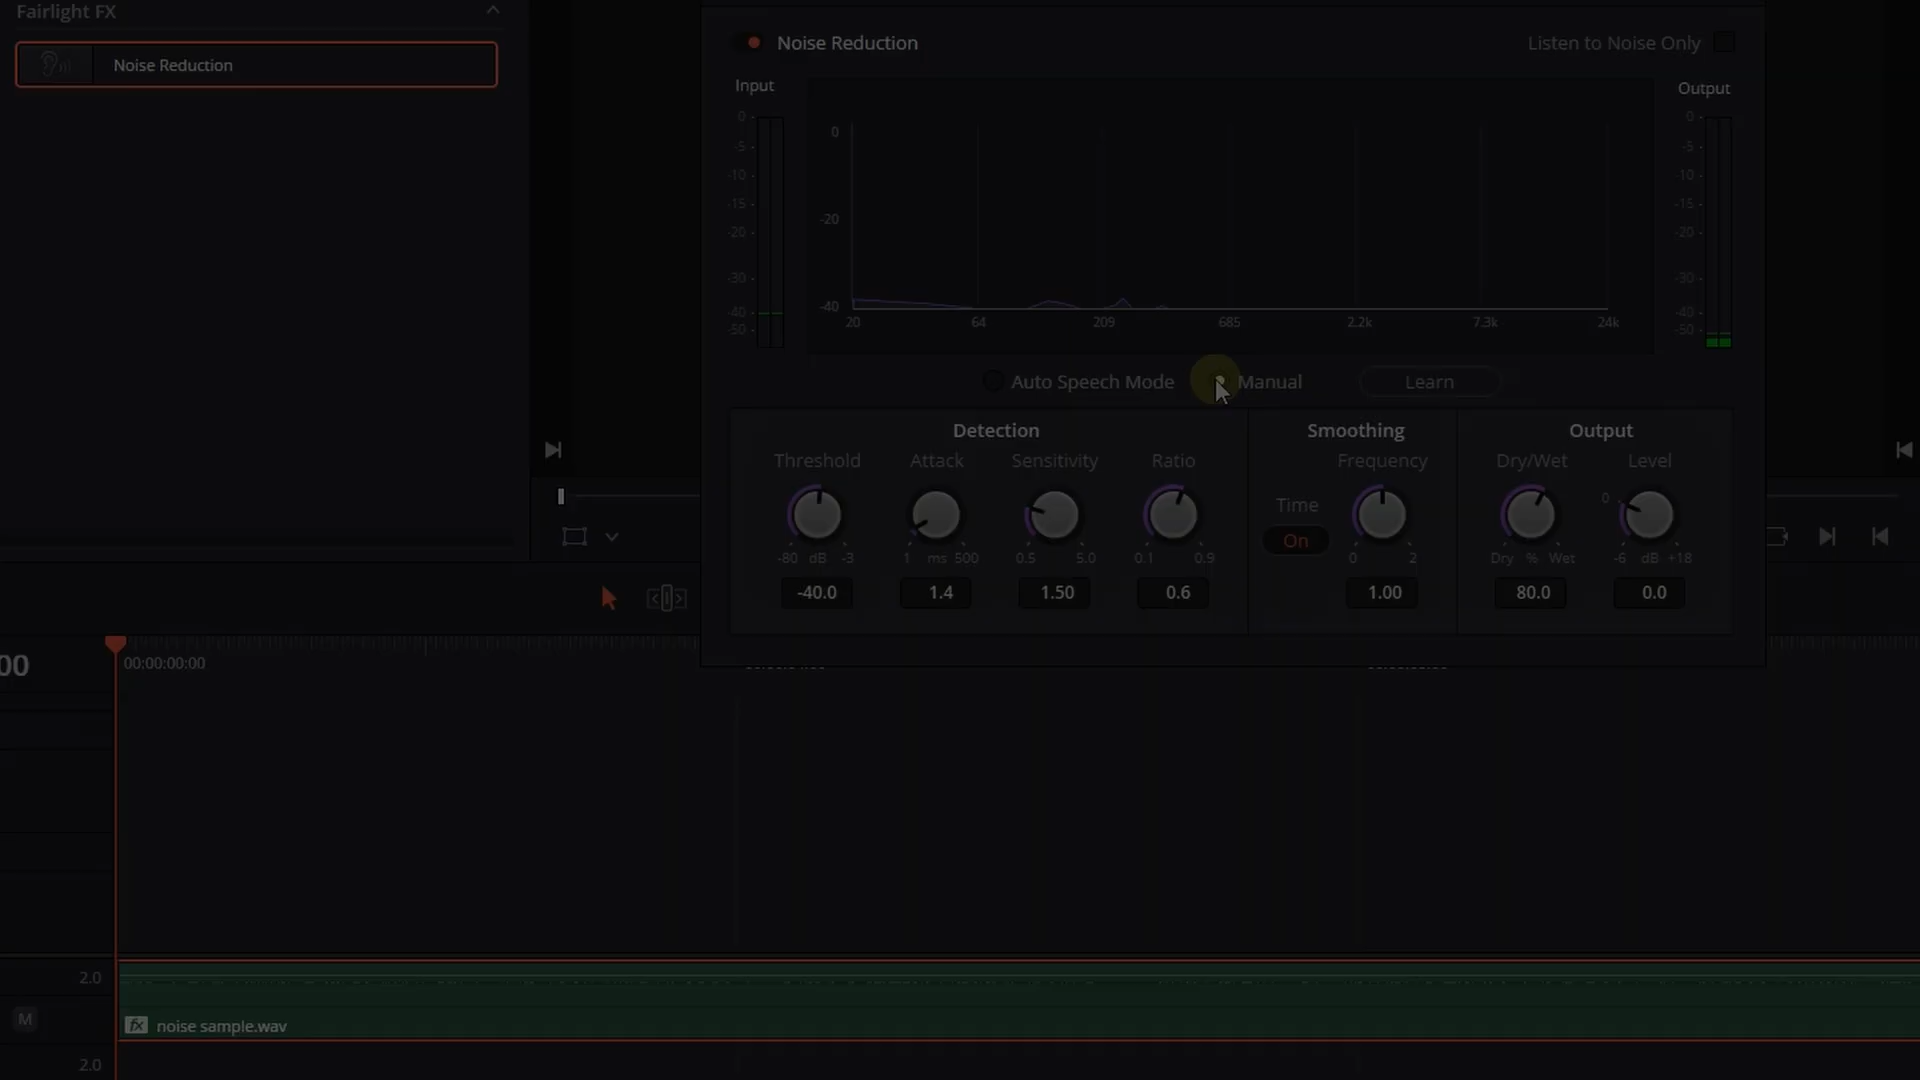 Fairlight FX
Noise Reduction
Noise Reduction
Listen to Noise Only
Input
Output
0
-5
-10
-15
-20
-30
-40
-50
0
-20
-40
20 64 209 685 2.2k 7.3k 24k
0
-5
-10
-15
-20
-30
-40
-50
Auto Speech Mode
Manual
Learn
Detection
Smoothing
Output
Threshold
Attack
Sensitivity
Ratio
Frequency
Dry/Wet
Level
Time
On
0
-80 dB -3
1 ms 500
0.5 5.0
0.1 0.9
0 2
Dry % Wet
-6 dB +18
-40.0
1.4
1.50
0.6
1.00
80.0
0.0
00
00:00:00:00
2.0
M
fx noise sample.wav
2.0